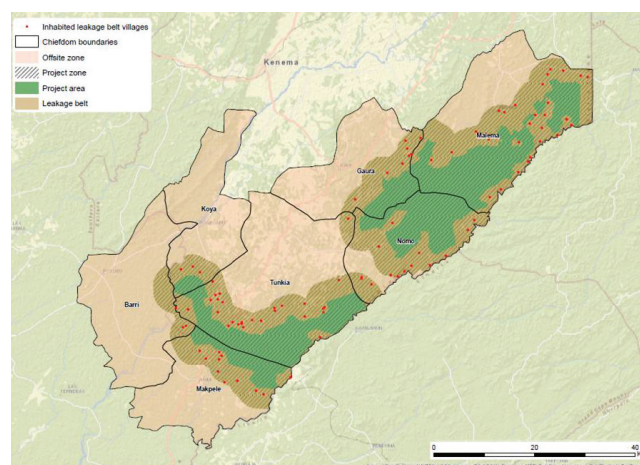 Inhabited leakage belt villages
Chiefdom boundaries
Offsite zone
Project zone
Project area
Leakage belt
Kenema
Malema
Gaura
Koya
Nomo
Tunkia
Barri
Makpele
0 20 40